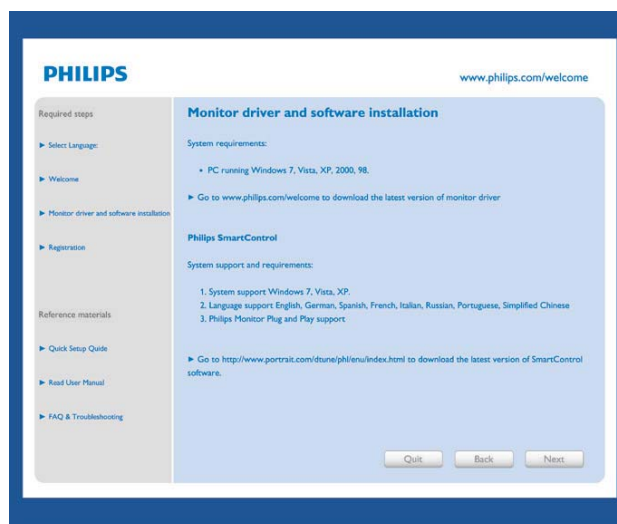 PHILIPS
www.philips.com/welcome
Required steps
► Select Language:
► Welcome
► Monitor driver and software installation
► Registration
Reference materials
► Quick Setup Quide
► Read User Manual
► FAQ & Troubleshooting
Monitor driver and software installation
System requirements:
• PC running Windows 7, Vista, XP, 2000, 98.
► Go to www.philips.com/welcome to download the latest version of monitor driver
Philips SmartControl
System support and requirements:
1. System support Windows 7, Vista, XP.
2. Language support English, German, Spanish, French, Italian, Russian, Portuguese, Simplified Chinese
3. Philips Monitor Plug and Play support
► Go to http://www.portrait.com/dtune/phl/enu/index.html to download the latest version of SmartControl
software.
Quit
Back
Next